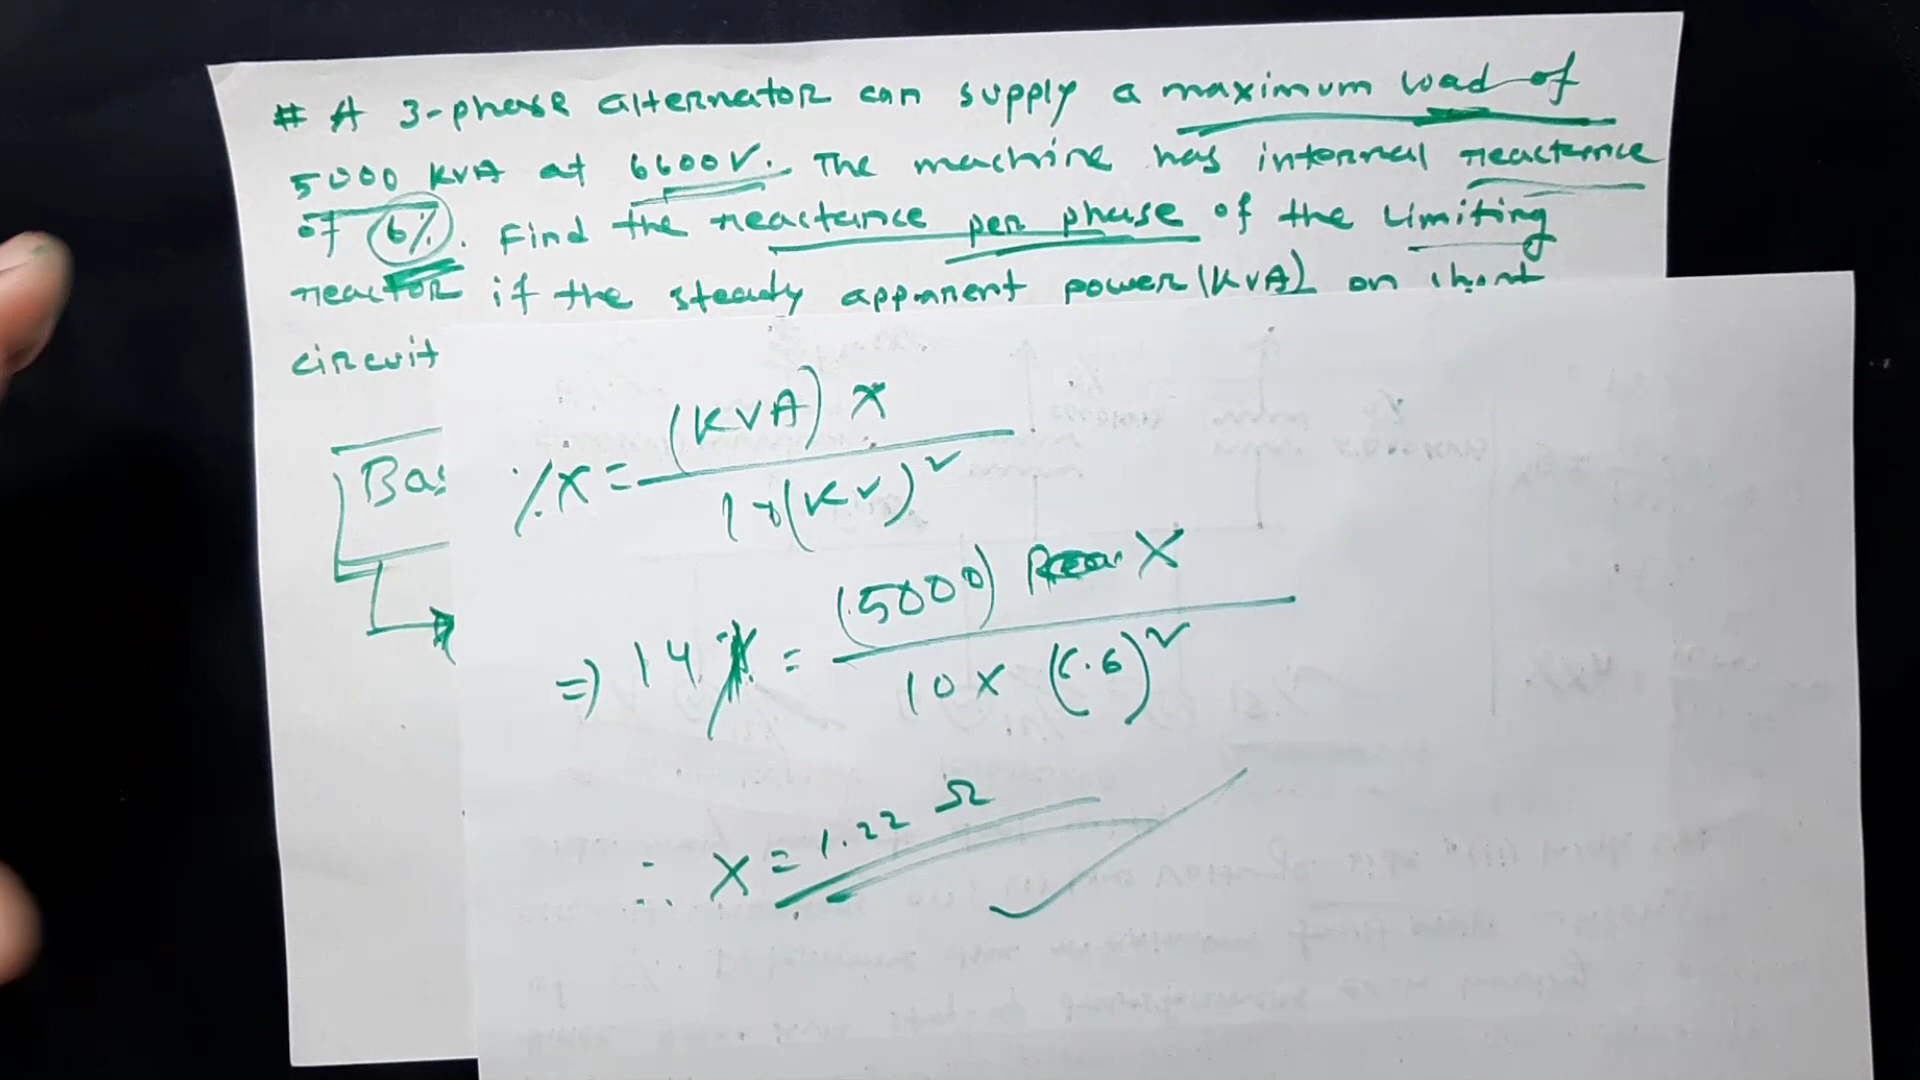 # A 3-phase alternator can supply a maximum load of
5000 KVA at 6600V. The machine has internal reactance
of 6%. Find the reactance per phase of the limiting
reactor if the steady apparent power (KVA) on short
circuit
Bas
%X = (KVA) X
10(KV)²
⇒ 14 = (5000) X
10 x (6.6)²
∴ X = 1.22 Ω